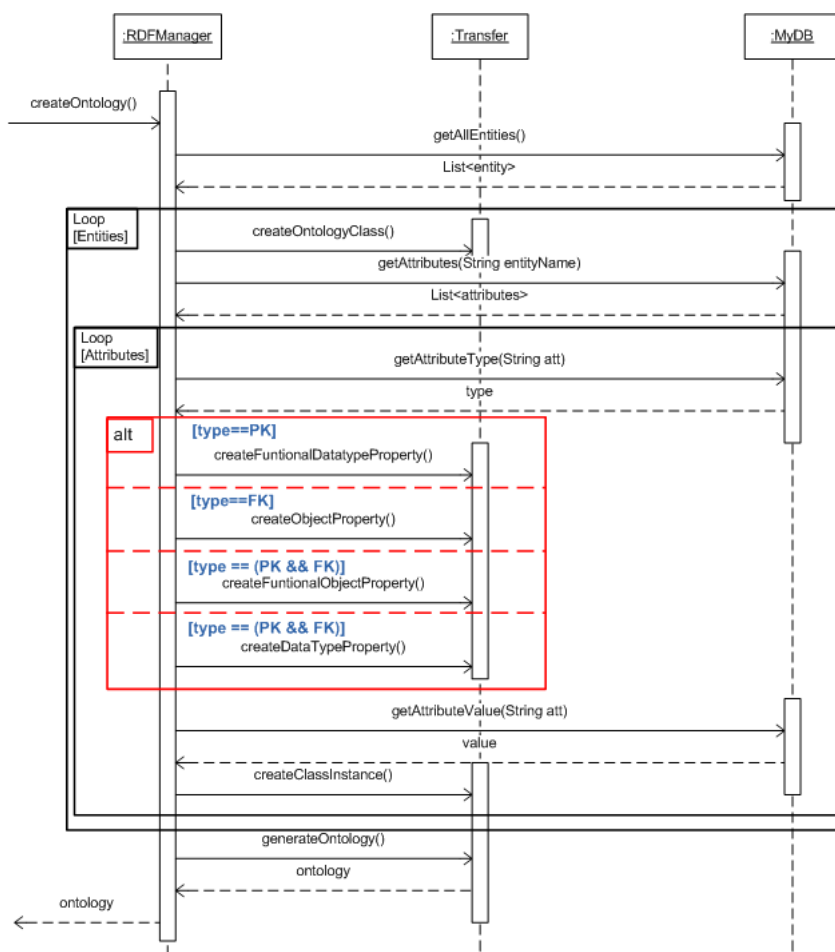 :RDFManager
:Transfer
:MyDB
createOntology()
getAllEntities()
List<entity>
Loop
[Entities]
createOntologyClass()
getAttributes(String entityName)
List<attributes>
Loop
[Attributes]
getAttributeType(String att)
type
alt
[type==PK]
createFuntionalDatatypeProperty()
[type==FK]
createObjectProperty()
[type == (PK && FK)]
createFuntionalObjectProperty()
[type == (PK && FK)]
createDataTypeProperty()
getAttributeValue(String att)
value
createClassInstance()
generateOntology()
ontology
ontology